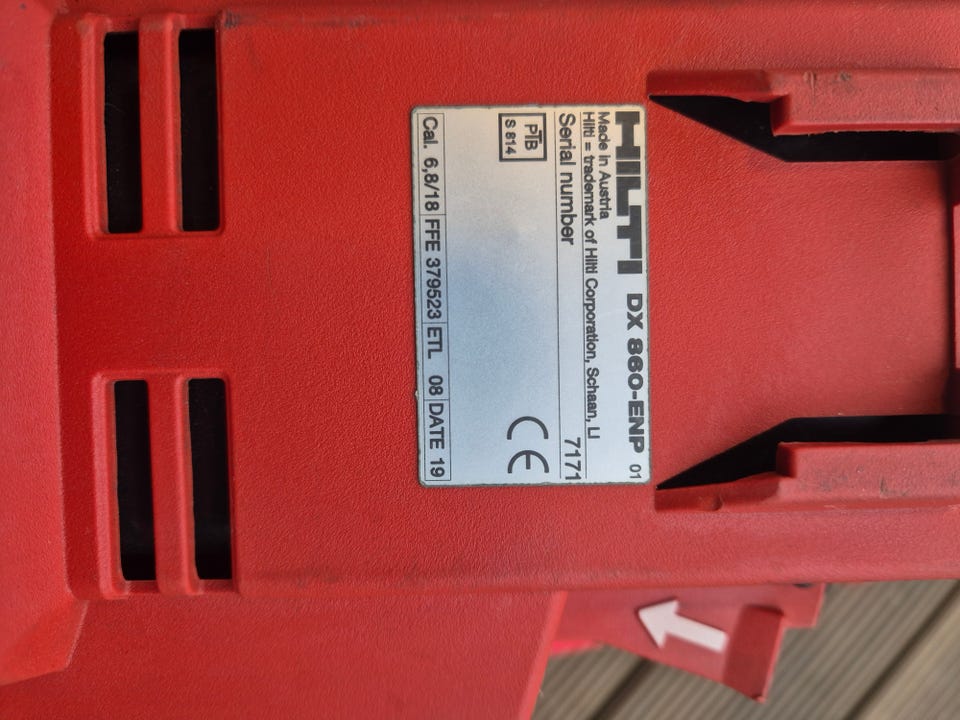 HILTI DX 860-ENP 01
Made in Austria
Hilti = trademark of Hilti Corporation, Schaan, LI
Serial number 7171
PTB
S 814
CE
Cal. 6,8/18 FFE 379523 ETL 08 DATE 19